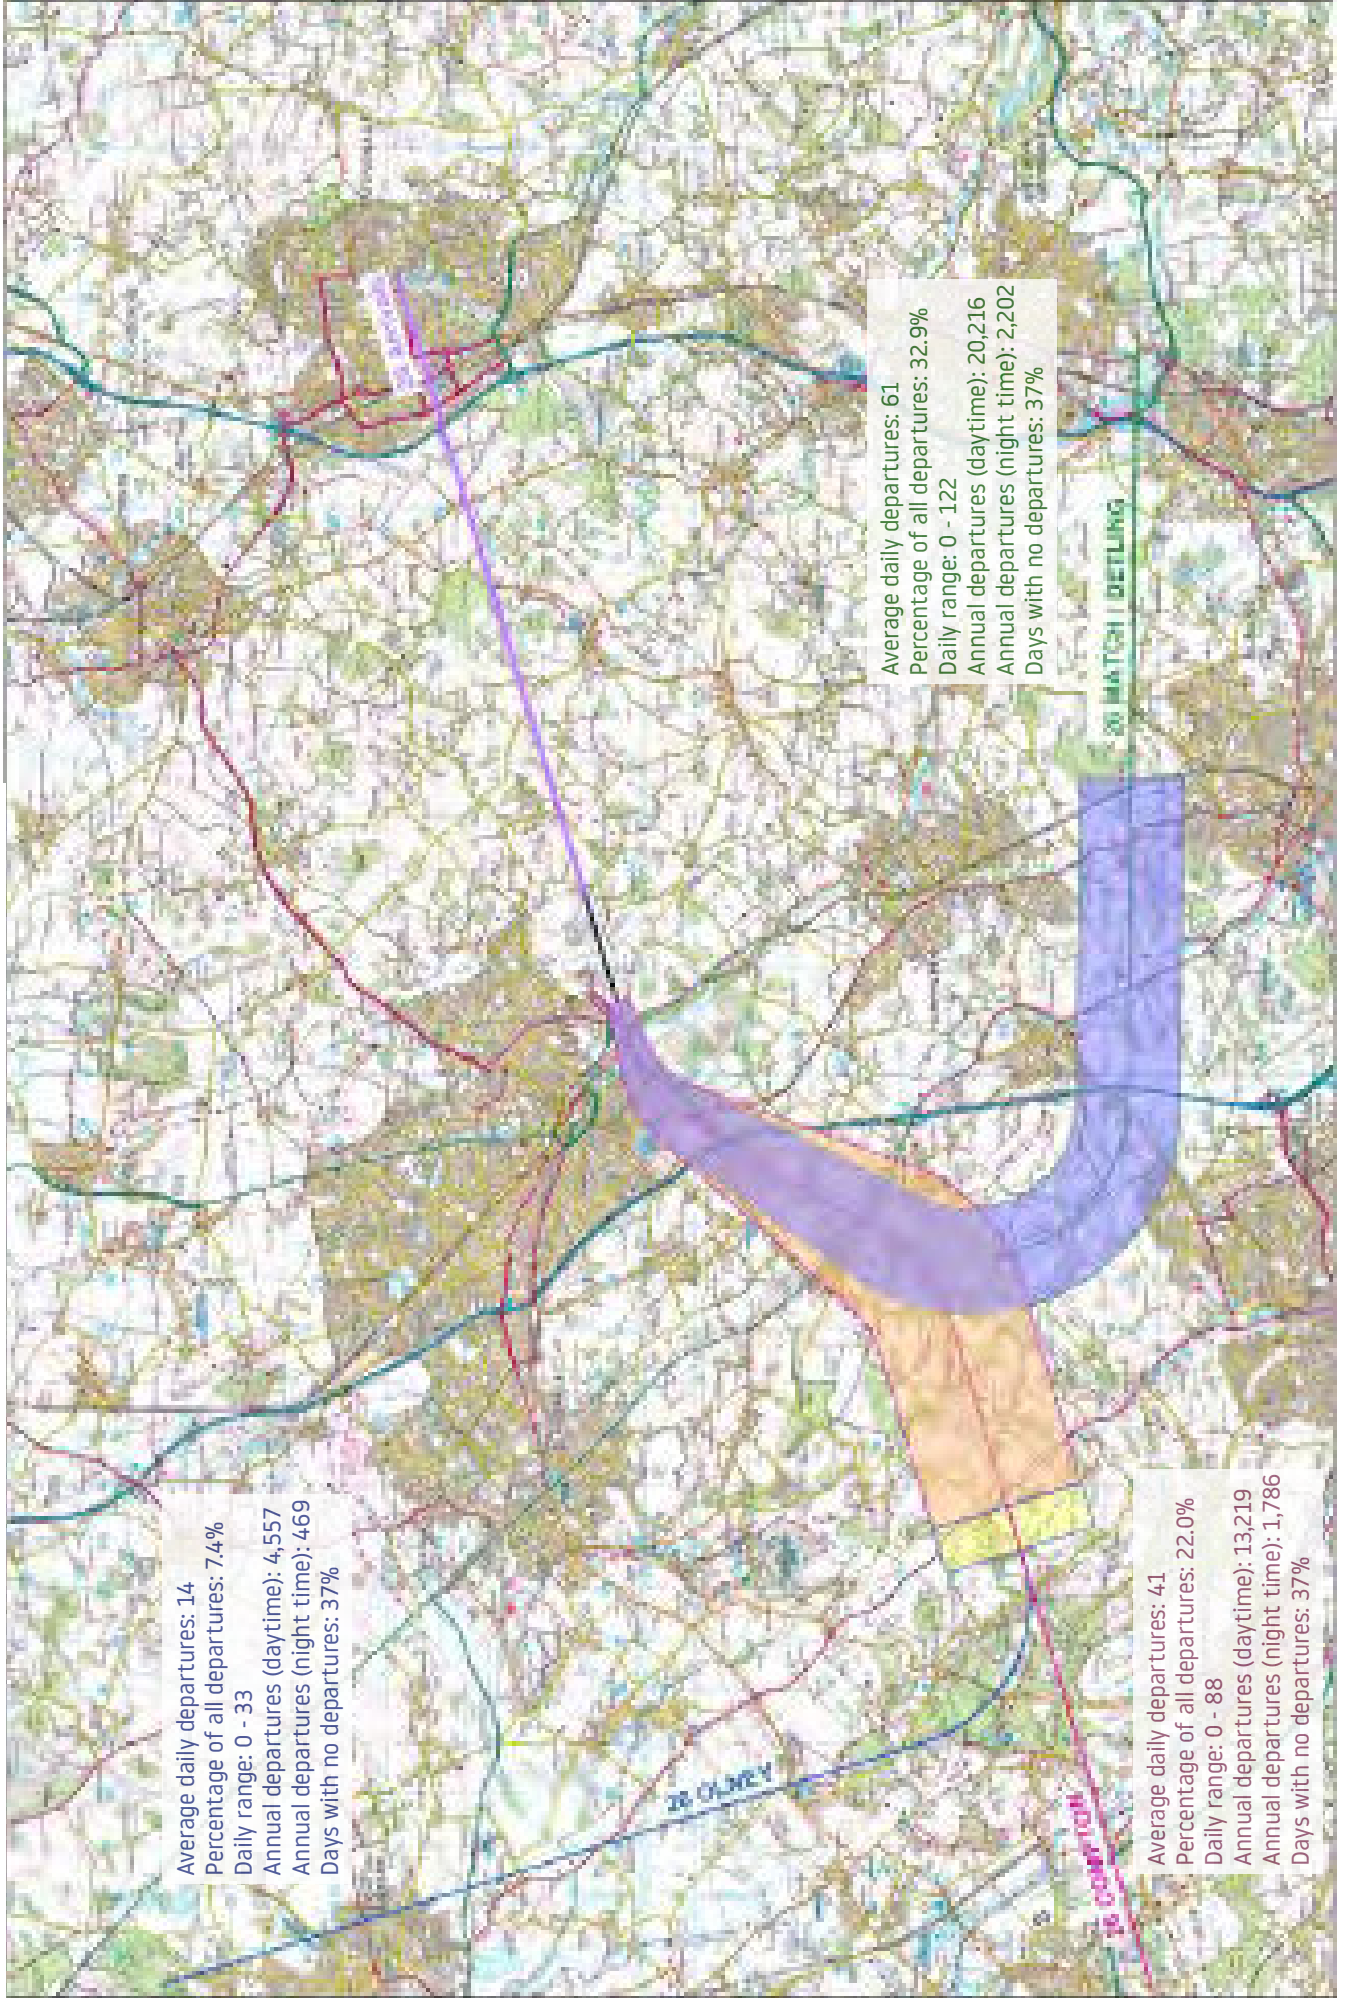 Average daily departures: 14
Percentage of all departures: 7.4%
Daily range: 0 - 33
Annual departures (daytime): 4,557
Annual departures (night time): 469
Days with no departures: 37%
26 OLNEY
26 COMPTON
Average daily departures: 41
Percentage of all departures: 22.0%
Daily range: 0 - 88
Annual departures (daytime): 13,219
Annual departures (night time): 1,786
Days with no departures: 37%
Average daily departures: 61
Percentage of all departures: 32.9%
Daily range: 0 - 122
Annual departures (daytime): 20,216
Annual departures (night time): 2,202
Days with no departures: 37%
26 MATCH | DETLING